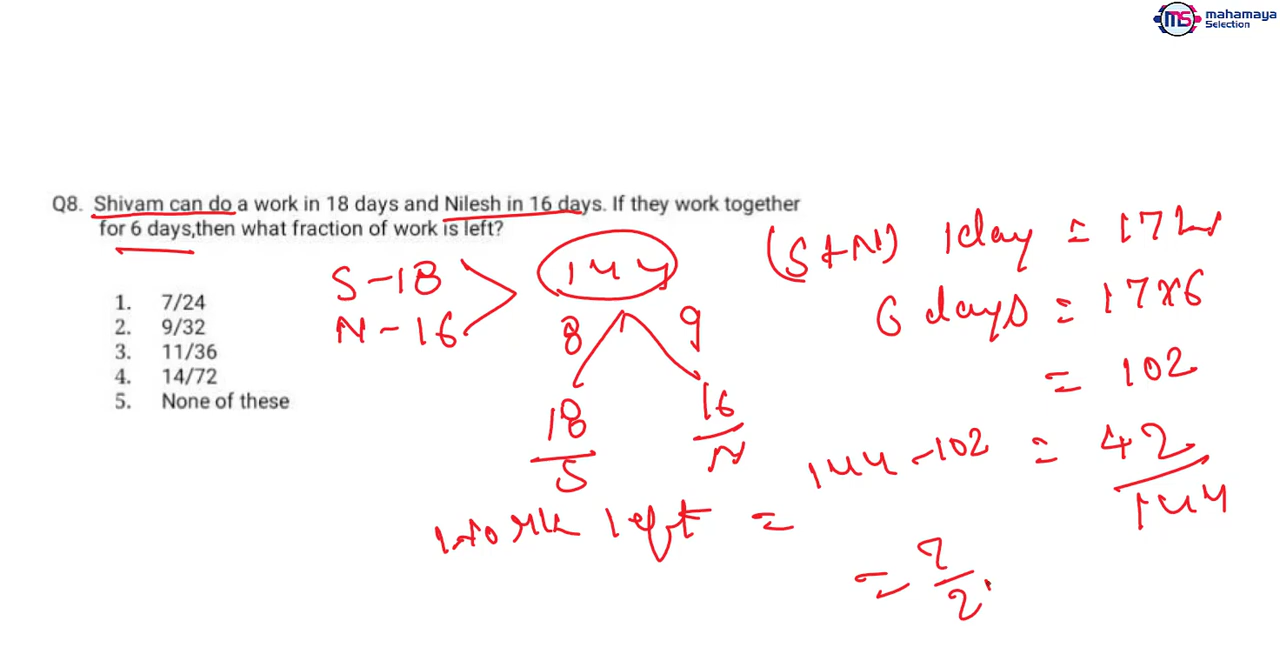 mahamaya
Selection
Q8. Shivam can do a work in 18 days and Nilesh in 16 days. If they work together
for 6 days,then what fraction of work is left?
1. 7/24
2. 9/32
3. 11/36
4. 14/72
5. None of these
S-18
N-16
144
8 9
18/S 16/N
(S+N) 1day = 17
6 days = 17x6
= 102
work left = 144-102 = 42/144
= 7/2